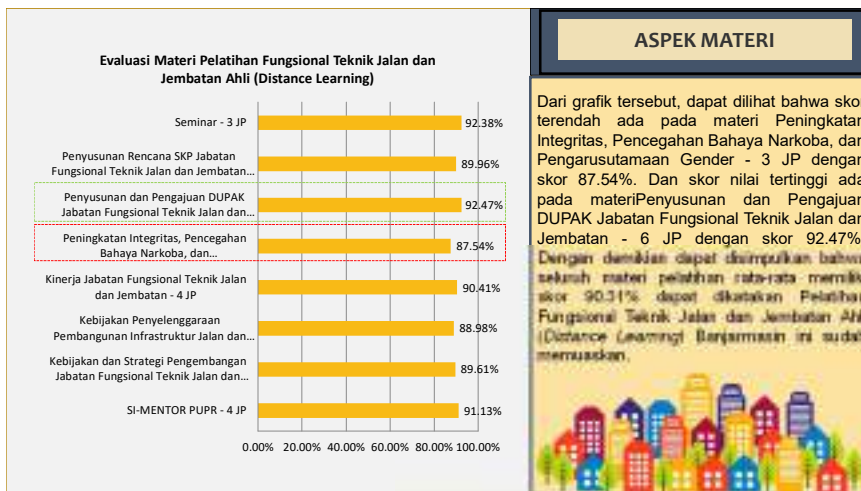 Evaluasi Materi Pelatihan Fungsional Teknik Jalan dan
Jembatan Ahli (Distance Learning)
Seminar - 3 JP
92.38%
Penyusunan Rencana SKP Jabatan
Fungsional Teknik Jalan dan Jembatan...
89.96%
Penyusunan dan Pengajuan DUPAK
Jabatan Fungsional Teknik Jalan dan...
92.47%
Peningkatan Integritas, Pencegahan
Bahaya Narkoba, dan...
87.54%
Kinerja Jabatan Fungsional Teknik Jalan
dan Jembatan - 4 JP
90.41%
Kebijakan Penyelenggaraan
Pembangunan Infrastruktur Jalan dan...
88.98%
Kebijakan dan Strategi Pengembangan
Jabatan Fungsional Teknik Jalan dan...
89.61%
SI-MENTOR PUPR - 4 JP
91.13%
0.00% 20.00% 40.00% 60.00% 80.00% 100.00%
ASPEK MATERI
Dari grafik tersebut, dapat dilihat bahwa skor
terendah ada pada materi Peningkatan
Integritas, Pencegahan Bahaya Narkoba, dan
Pengarusutamaan Gender - 3 JP dengan
skor 87.54%. Dan skor nilai tertinggi ada
pada materiPenyusunan dan Pengajuan
DUPAK Jabatan Fungsional Teknik Jalan dan
Jembatan - 6 JP dengan skor 92.47%.
Dengan demikian dapat disimpulkan bahwa
seluruh materi pelatihan rata-rata memilik
skor 90.31% dapat dikatakan Pelatihan
Fungsional Teknik Jalan dan Jembatan Ahli
(Distance Learning) Banjarmasin ini sudah
memuaskan.